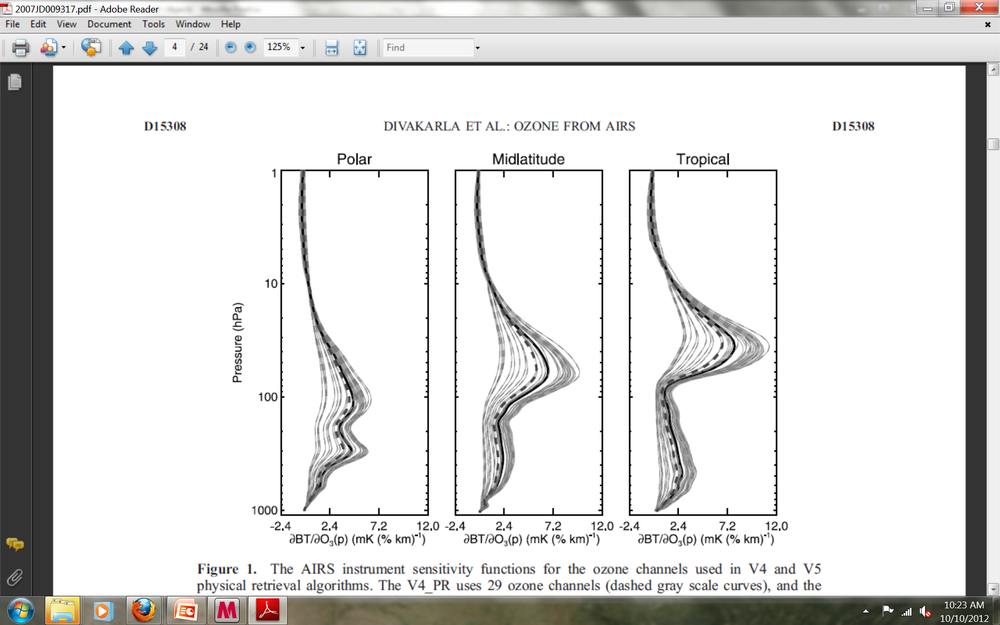 2007JD009317.pdf - Adobe Reader
File Edit View Document Tools Window Help
4 / 24 125% Find
D15308 DIVAKARLA ET AL.: OZONE FROM AIRS D15308
Polar Midlatitude Tropical
1
10
100
1000
Pressure (hPa)
-2.4 2.4 7.2 12.0 -2.4 2.4 7.2 12.0 -2.4 2.4 7.2 12.0
∂BT/∂O₃(p) (mK (% km)⁻¹) ∂BT/∂O₃(p) (mK (% km)⁻¹) ∂BT/∂O₃(p) (mK (% km)⁻¹)
Figure 1. The AIRS instrument sensitivity functions for the ozone channels used in V4 and V5
physical retrieval algorithms. The V4_PR uses 29 ozone channels (dashed gray scale curves), and the
10:23 AM
10/10/2012